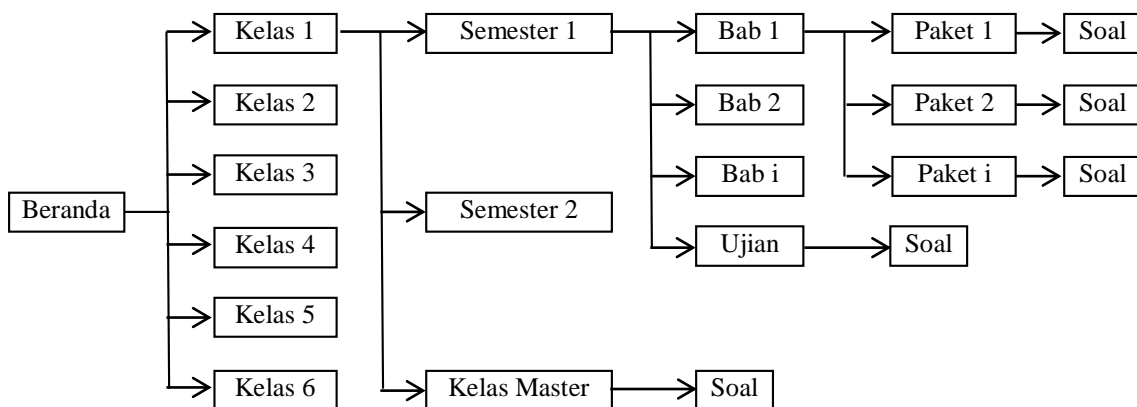 Kelas 1 Semester 1 Bab 1 Paket 1 Soal
Kelas 2 Bab 2 Paket 2 Soal
Kelas 3 Bab i Paket i Soal
Beranda Semester 2
Kelas 4 Ujian Soal
Kelas 5
Kelas 6 Kelas Master Soal